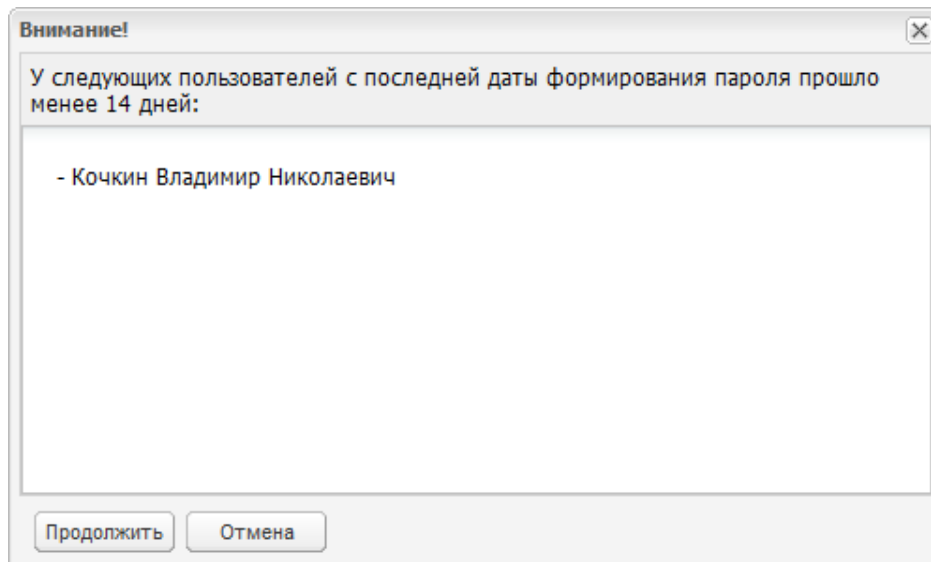 Внимание!
У следующих пользователей с последней даты формирования пароля прошло
менее 14 дней:
- Кочкин Владимир Николаевич
Продолжить Отмена